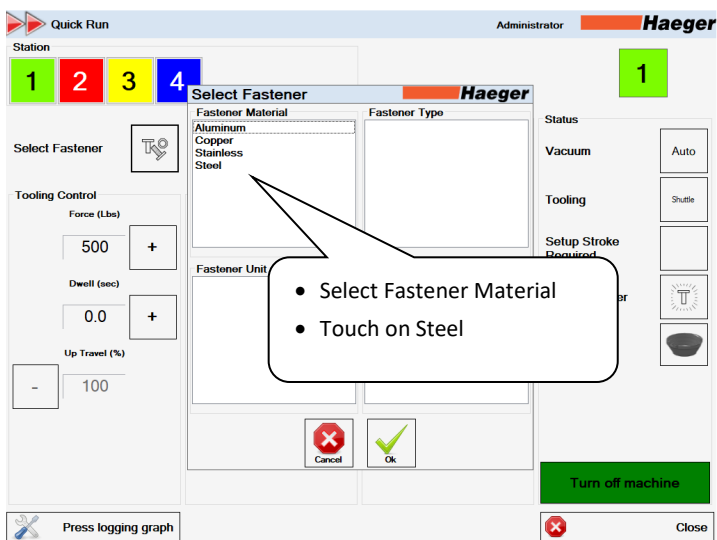 Quick Run
Administrator
Haeger
Station
1
2
3
4
1
Select Fastener
Haeger
Fastener Material
Aluminum
Copper
Stainless
Steel
Fastener Type
Fastener Unit
Select Fastener
Tooling Control
Force (Lbs)
500
+
Dwell (sec)
0.0
+
Up Travel (%)
-
100
• Select Fastener Material
• Touch on Steel
Status
Vacuum
Auto
Tooling
Shuttle
Setup Stroke
Required
er
Cancel
Ok
Turn off machine
Press logging graph
Close